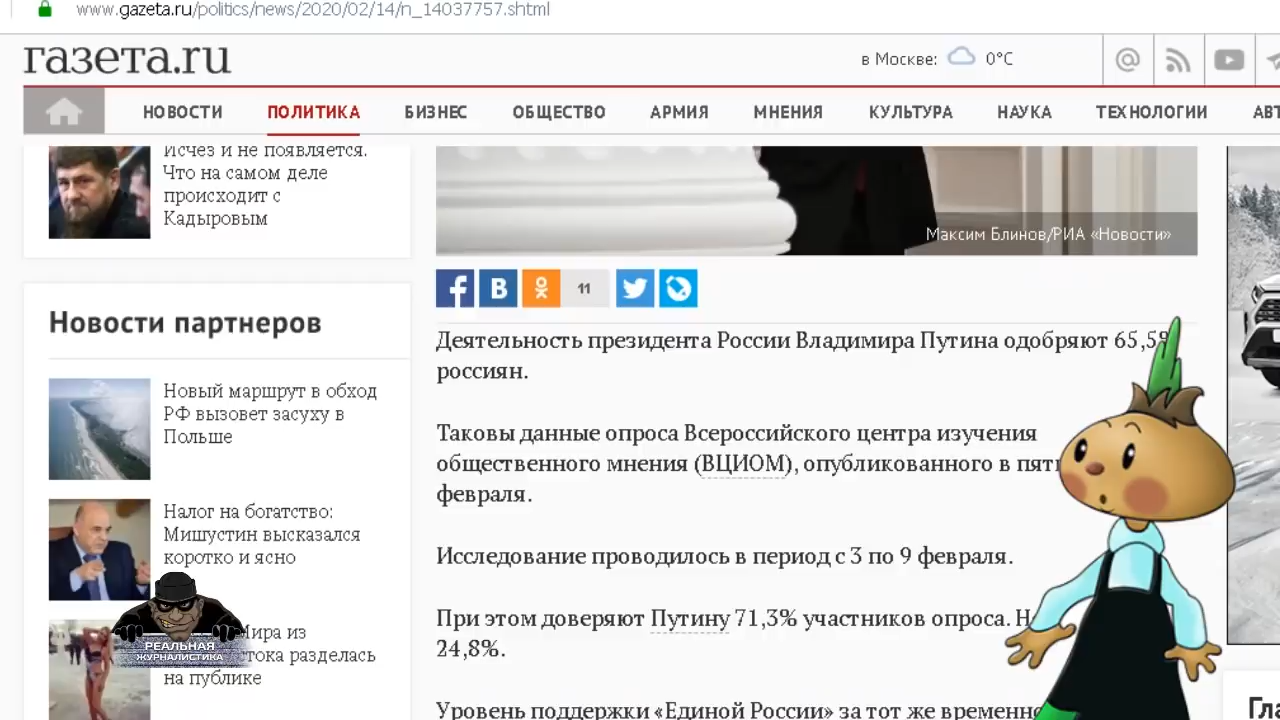 www.gazeta.ru/politics/news/2020/02/14/n_14037757.shtml
газета.ru
в Москве: 0°C
НОВОСТИ ПОЛИТИКА БИЗНЕС ОБЩЕСТВО АРМИЯ МНЕНИЯ КУЛЬТУРА НАУКА ТЕХНОЛОГИИ
Исчез и не появляется.
Что на самом деле
происходит с
Кадыровым
Новости партнеров
Новый маршрут в обход
РФ вызовет засуху в
Польше
Налог на богатство:
Мишустин высказался
коротко и ясно
из
разделась
на публике
РЕАЛЬНАЯ
ЖУРНАЛИСТИКА
Максим Блинов/РИА «Новости»
11
Деятельность президента России Владимира Путина одобряют 65,5%
россиян.
Таковы данные опроса Всероссийского центра изучения
общественного мнения (ВЦИОМ), опубликованного в
февраля.
Исследование проводилось в период с 3 по 9 февраля.
При этом доверяют Путину 71,3% участников опроса.
24,8%.
Уровень поддержки «Единой России» за тот же